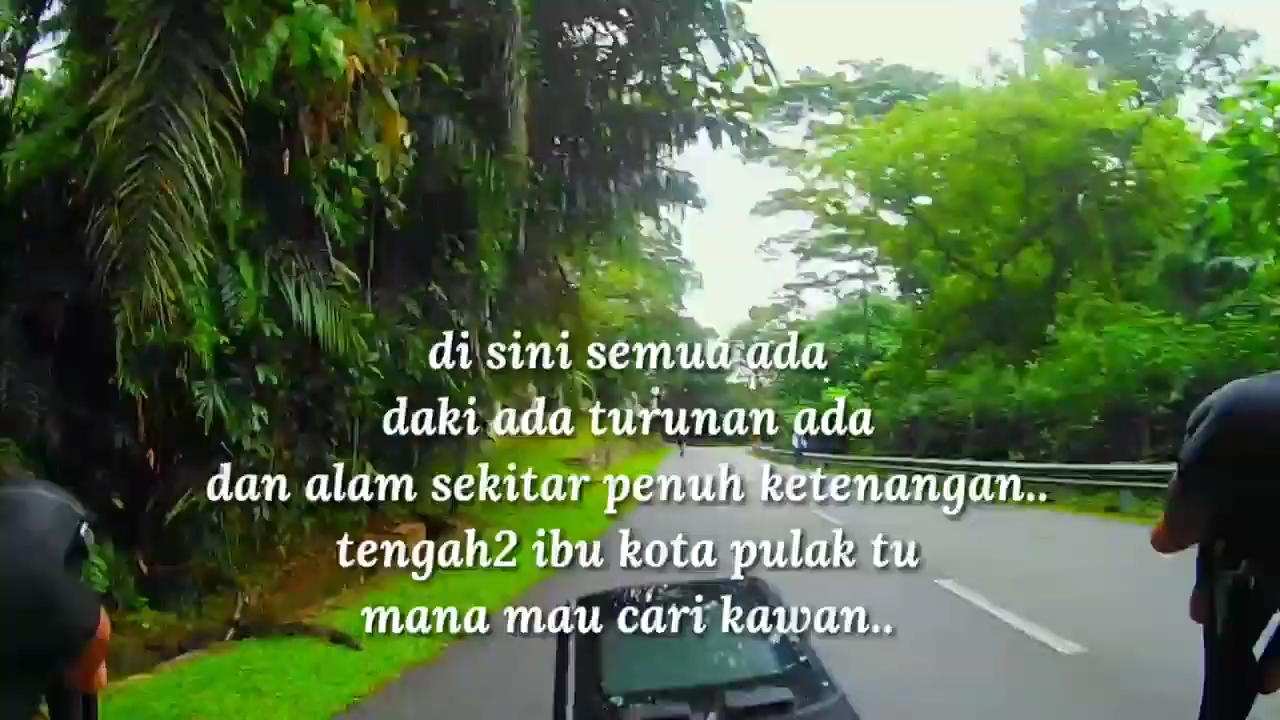 di sini semua ada
daki ada turunan ada
dan alam sekitar penuh ketenangan..
tengah2 ibu kota pulak tu
mana mau cari kawan..